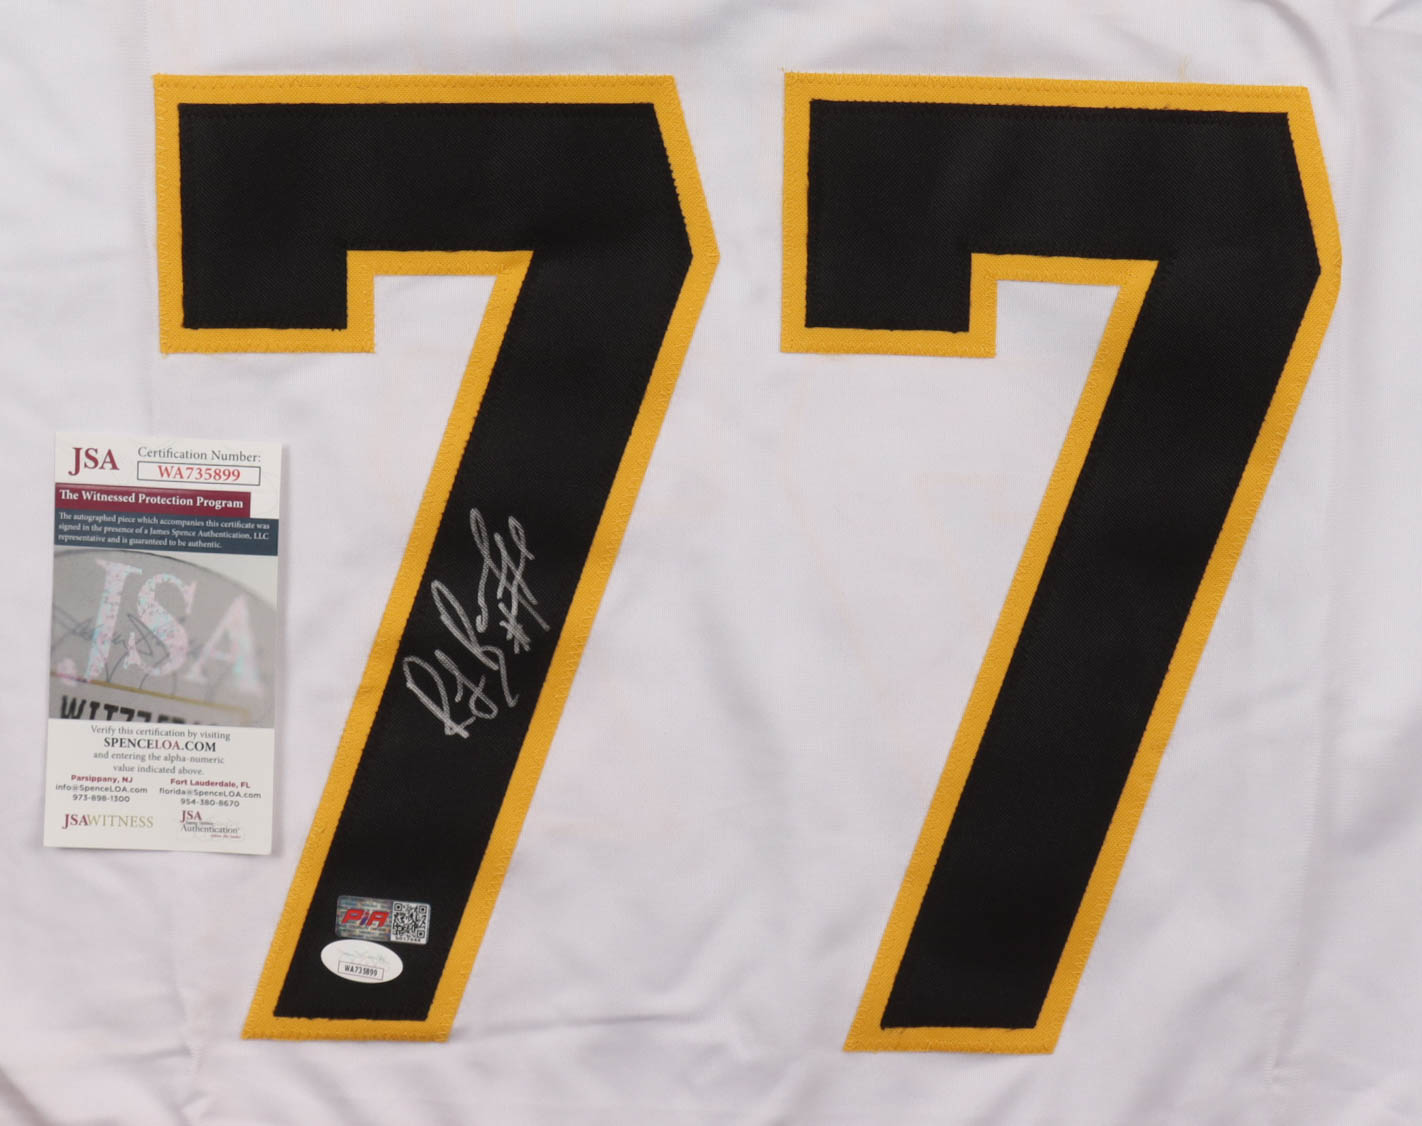 77
JSA
Certification Number:
WA735899
The Witnessed Protection Program
The autographed piece which accompanies this certificate was
signed in the presence of a James Spence Authentication, LLC
representative and is guaranteed to be authentic.
JSA
Verify this certification by visiting
SPENCELOA.COM
and entering the alpha-numeric
value indicated above.
Parsippany, NJ
info@SpenceLOA.com
973-898-1300
Fort Lauderdale, FL
florida@SpenceLOA.com
954-380-8670
JSAWITNESS
JSA
Authentication
#77
PIA
WA735899